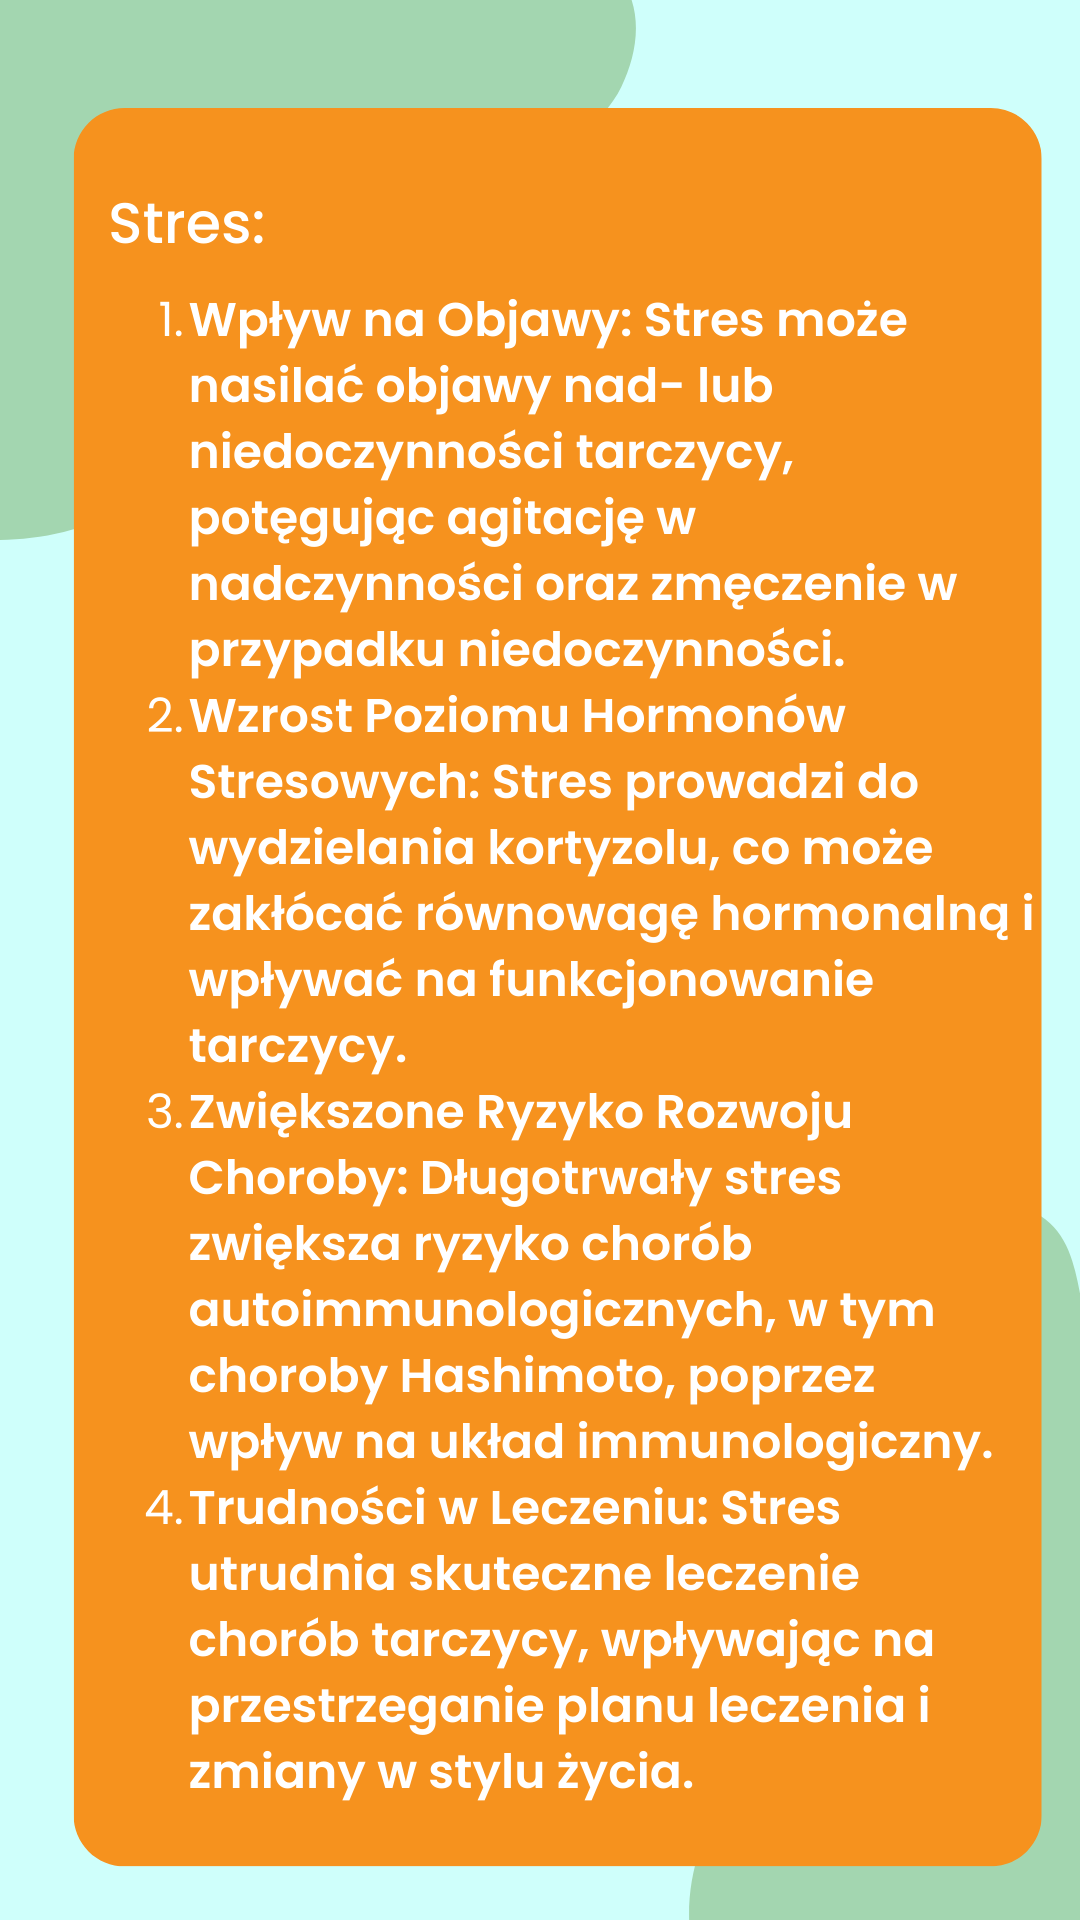 Stres:
1. Wpływ na Objawy: Stres może
nasilać objawy nad- lub
niedoczynności tarczycy,
potęgując agitację w
nadczynności oraz zmęczenie w
przypadku niedoczynności.
2. Wzrost Poziomu Hormonów
Stresowych: Stres prowadzi do
wydzielania kortyzolu, co może
zakłócać równowagę hormonalną i
wpływać na funkcjonowanie
tarczycy.
3. Zwiększone Ryzyko Rozwoju
Choroby: Długotrwały stres
zwiększa ryzyko chorób
autoimmunologicznych, w tym
choroby Hashimoto, poprzez
wpływ na układ immunologiczny.
4. Trudności w Leczeniu: Stres
utrudnia skuteczne leczenie
chorób tarczycy, wpływając na
przestrzeganie planu leczenia i
zmiany w stylu życia.